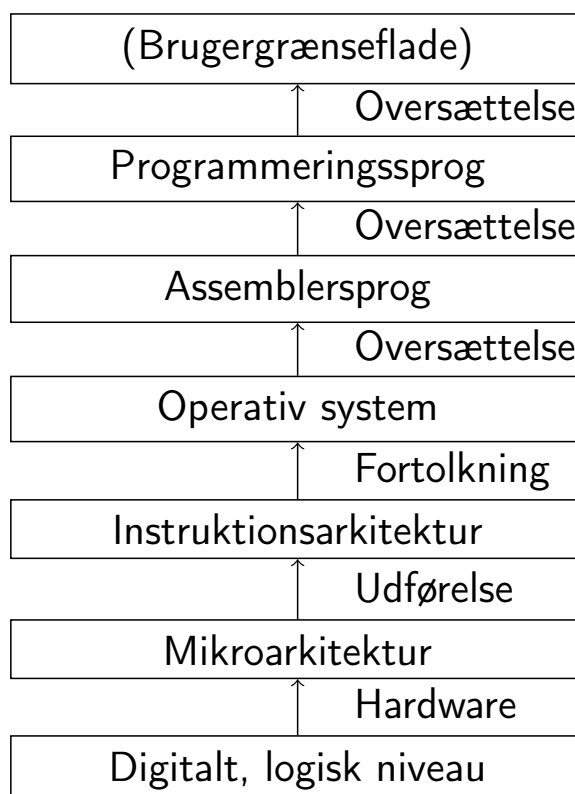 (Brugergrænseflade)
Oversættelse
Programmeringssprog
Oversættelse
Assemblersprog
Oversættelse
Operativ system
Fortolkning
Instruktionsarkitektur
Udførelse
Mikroarkitektur
Hardware
Digitalt, logisk niveau